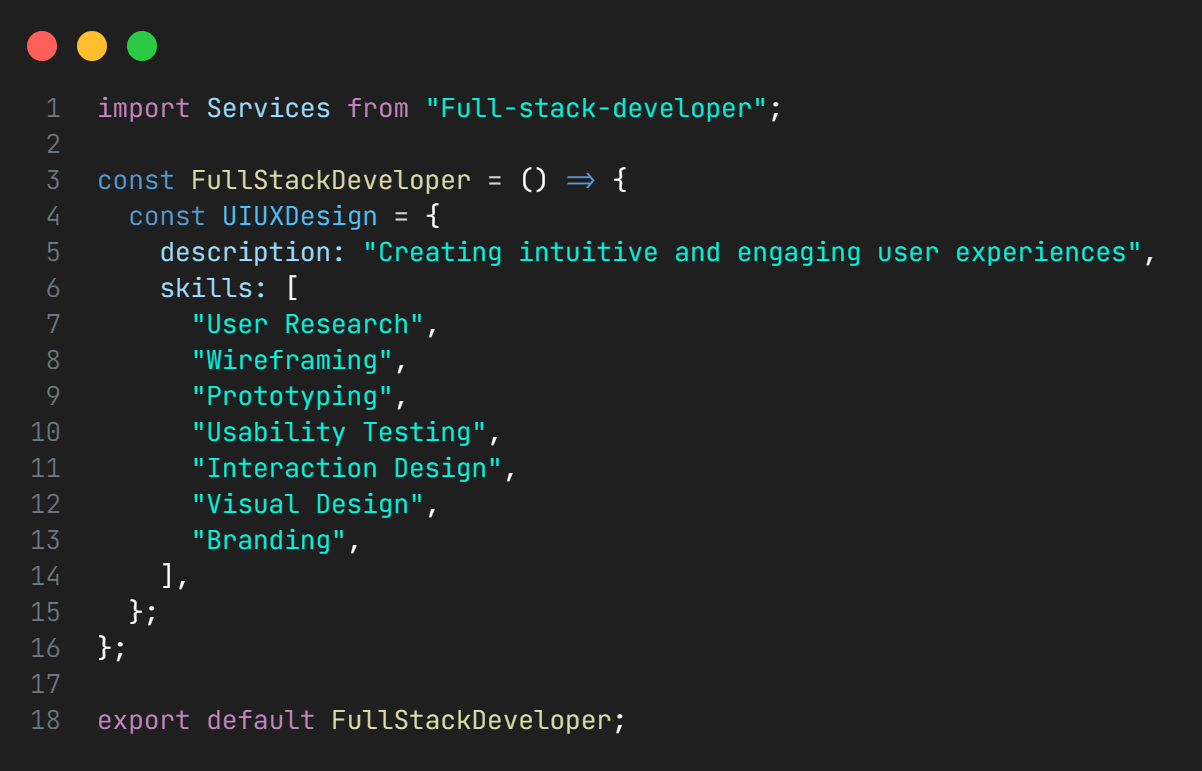 1 import Services from "Full-stack-developer";
2
3 const FullStackDeveloper = () => {
4   const UIUXDesign = {
5     description: "Creating intuitive and engaging user experiences",
6     skills: [
7       "User Research",
8       "Wireframing",
9       "Prototyping",
10       "Usability Testing",
11       "Interaction Design",
12       "Visual Design",
13       "Branding",
14     ],
15   };
16 };
17
18 export default FullStackDeveloper;